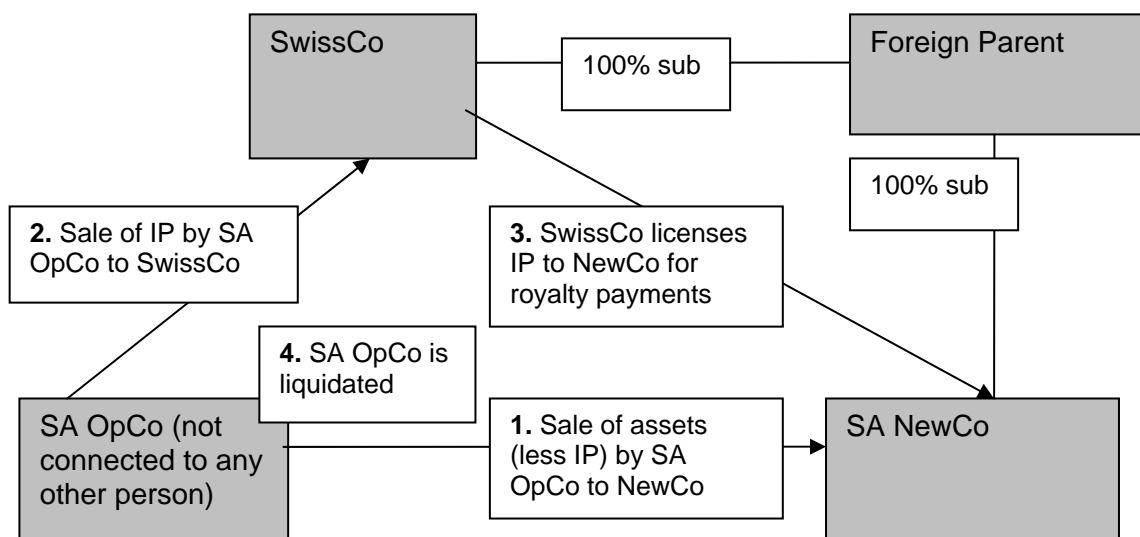 SwissCo
100% sub
Foreign Parent
100% sub
2. Sale of IP by SA
OpCo to SwissCo
3. SwissCo licenses
IP to NewCo for
royalty payments
4. SA OpCo is
liquidated
SA OpCo (not
connected to any
other person)
1. Sale of assets
(less IP) by SA
OpCo to NewCo
SA NewCo